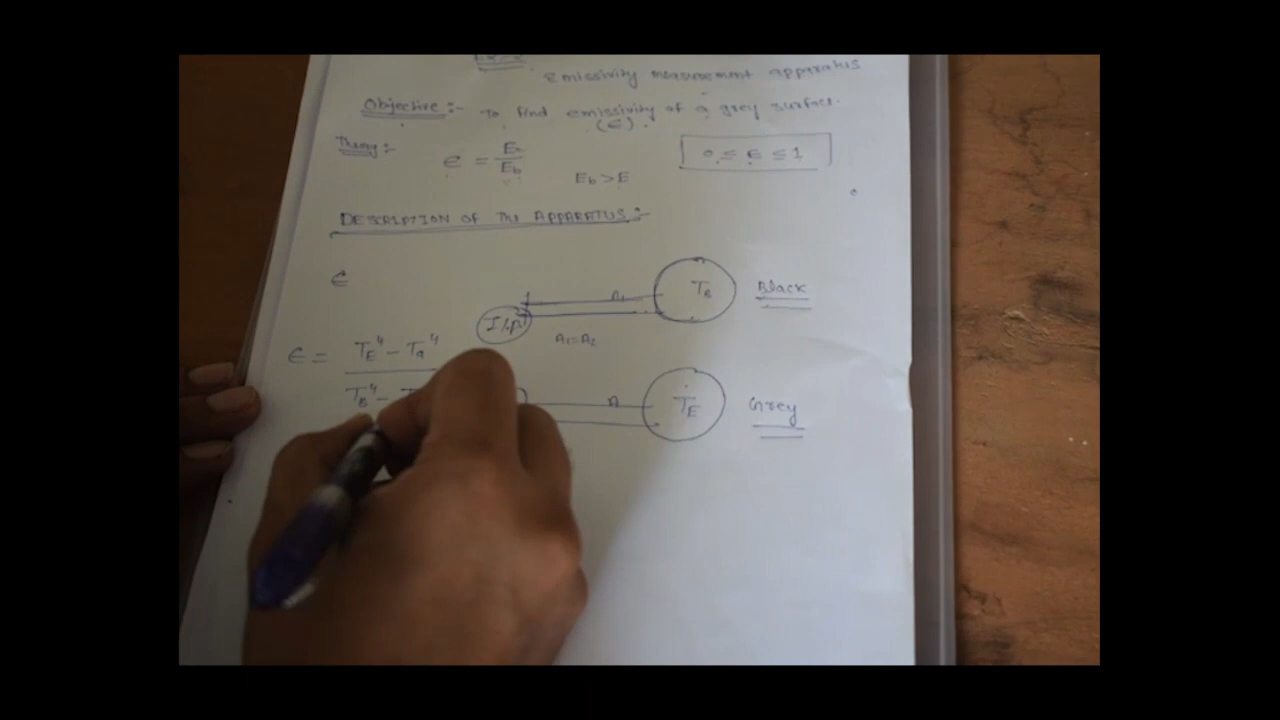 Emissivity measurement apparatus
Objective :- To find emissivity of a grey surface.
(ϵ).
Theory :-
ϵ = E / Eb
0 ≤ ϵ ≤ 1
Eb > E
DESCRIPTION OF THE APPARATUS :-
ϵ
TB
Black
A1
I/p
A1=A2
ϵ = TE⁴ - Ta⁴
TB⁴ - T
A
TE
Grey